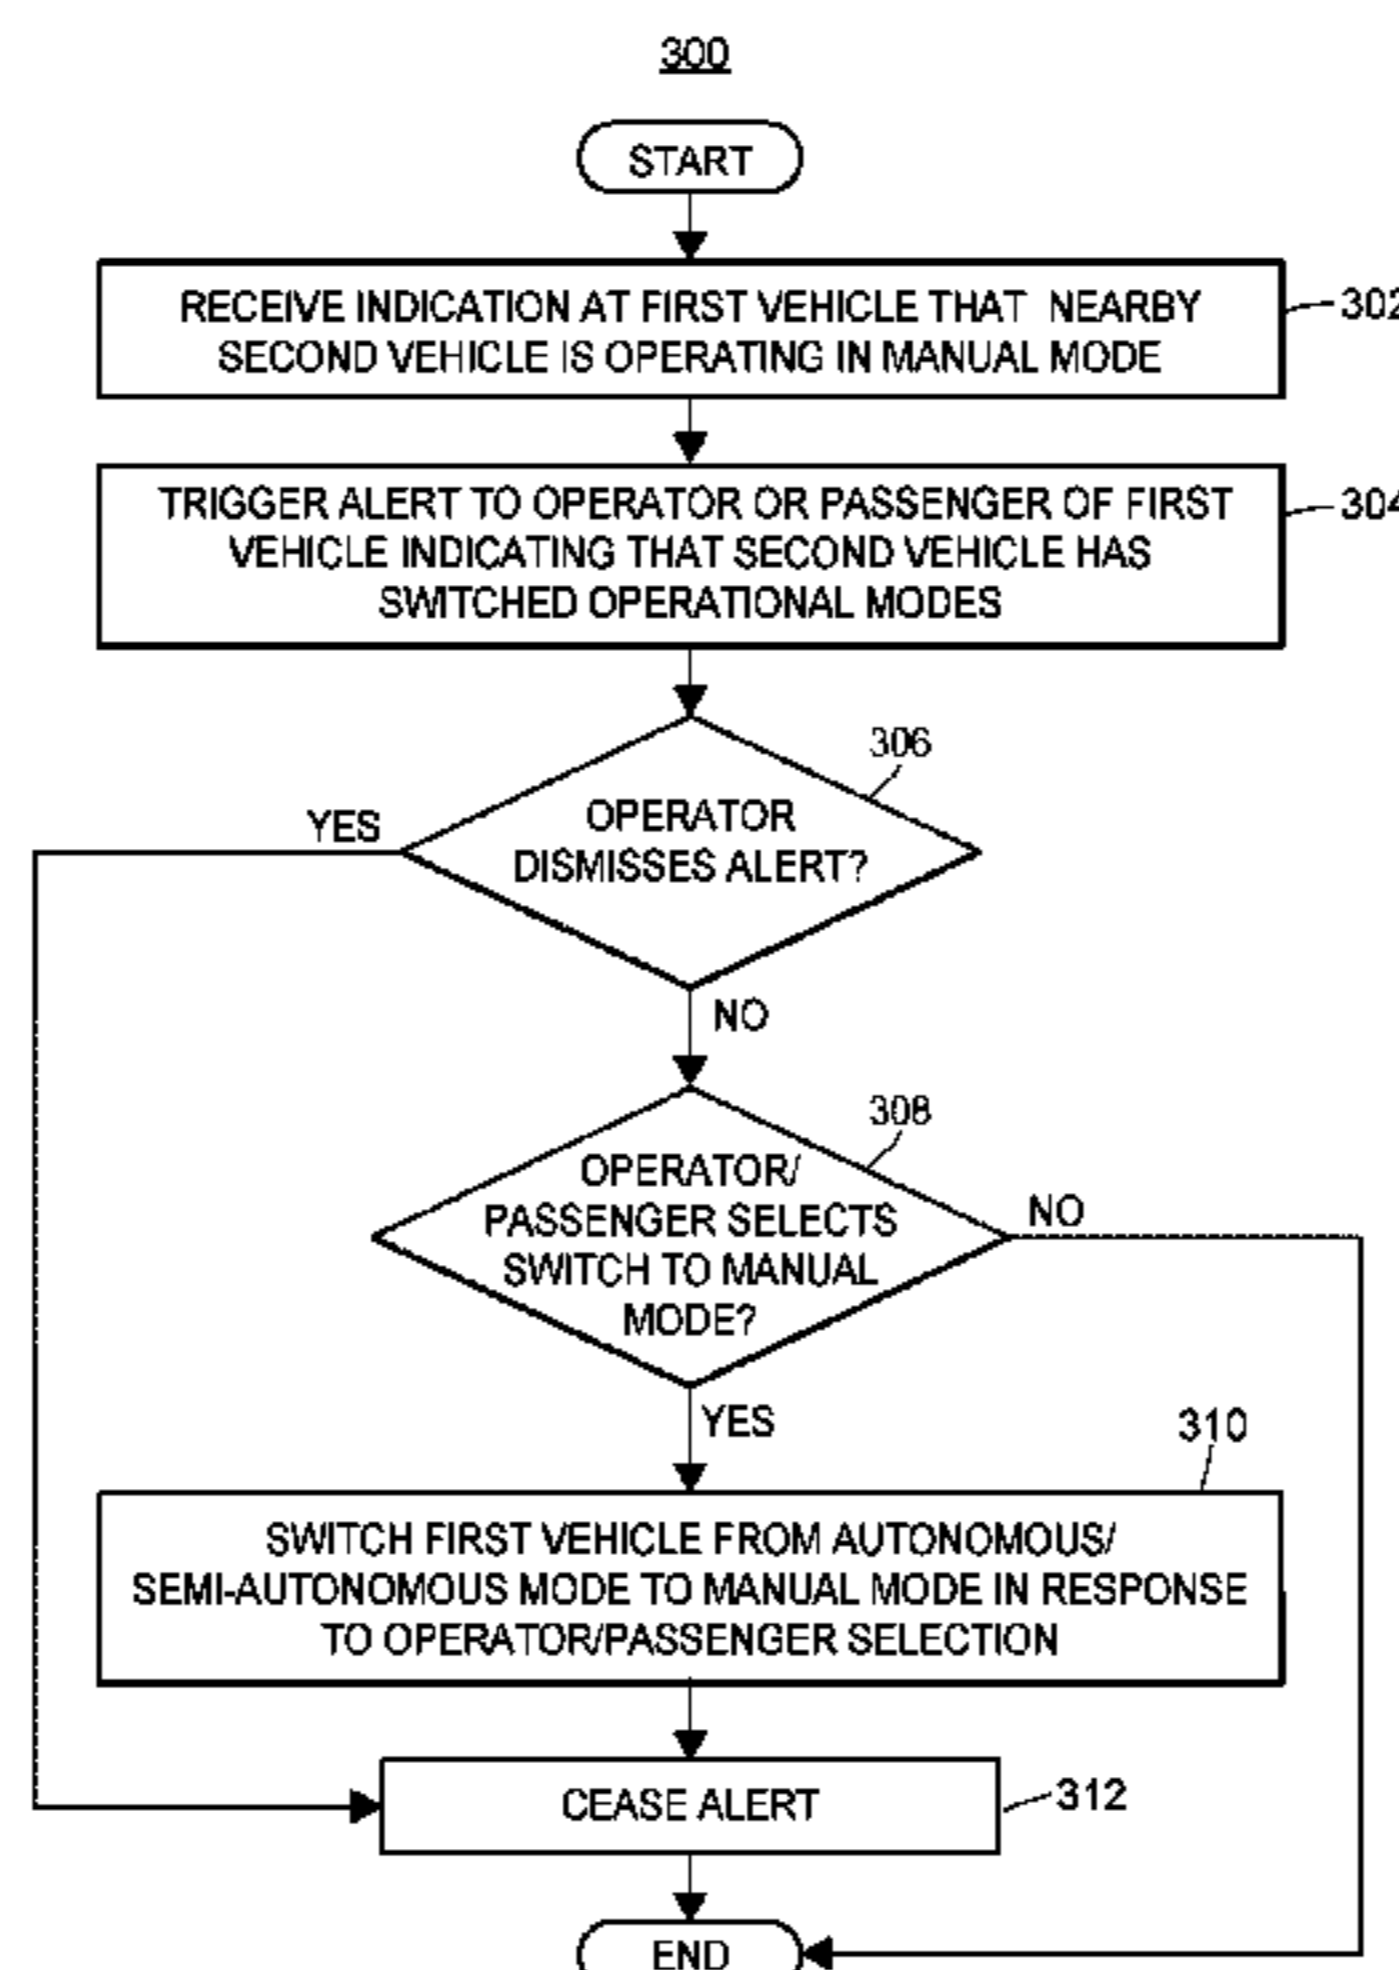 300
START
RECEIVE INDICATION AT FIRST VEHICLE THAT NEARBY
SECOND VEHICLE IS OPERATING IN MANUAL MODE
302
TRIGGER ALERT TO OPERATOR OR PASSENGER OF FIRST
VEHICLE INDICATING THAT SECOND VEHICLE HAS
SWITCHED OPERATIONAL MODES
304
306
YES
OPERATOR
DISMISSES ALERT?
NO
308
OPERATOR/
PASSENGER SELECTS
SWITCH TO MANUAL
MODE?
NO
YES
310
SWITCH FIRST VEHICLE FROM AUTONOMOUS/
SEMI-AUTONOMOUS MODE TO MANUAL MODE IN RESPONSE
TO OPERATOR/PASSENGER SELECTION
CEASE ALERT
312
END